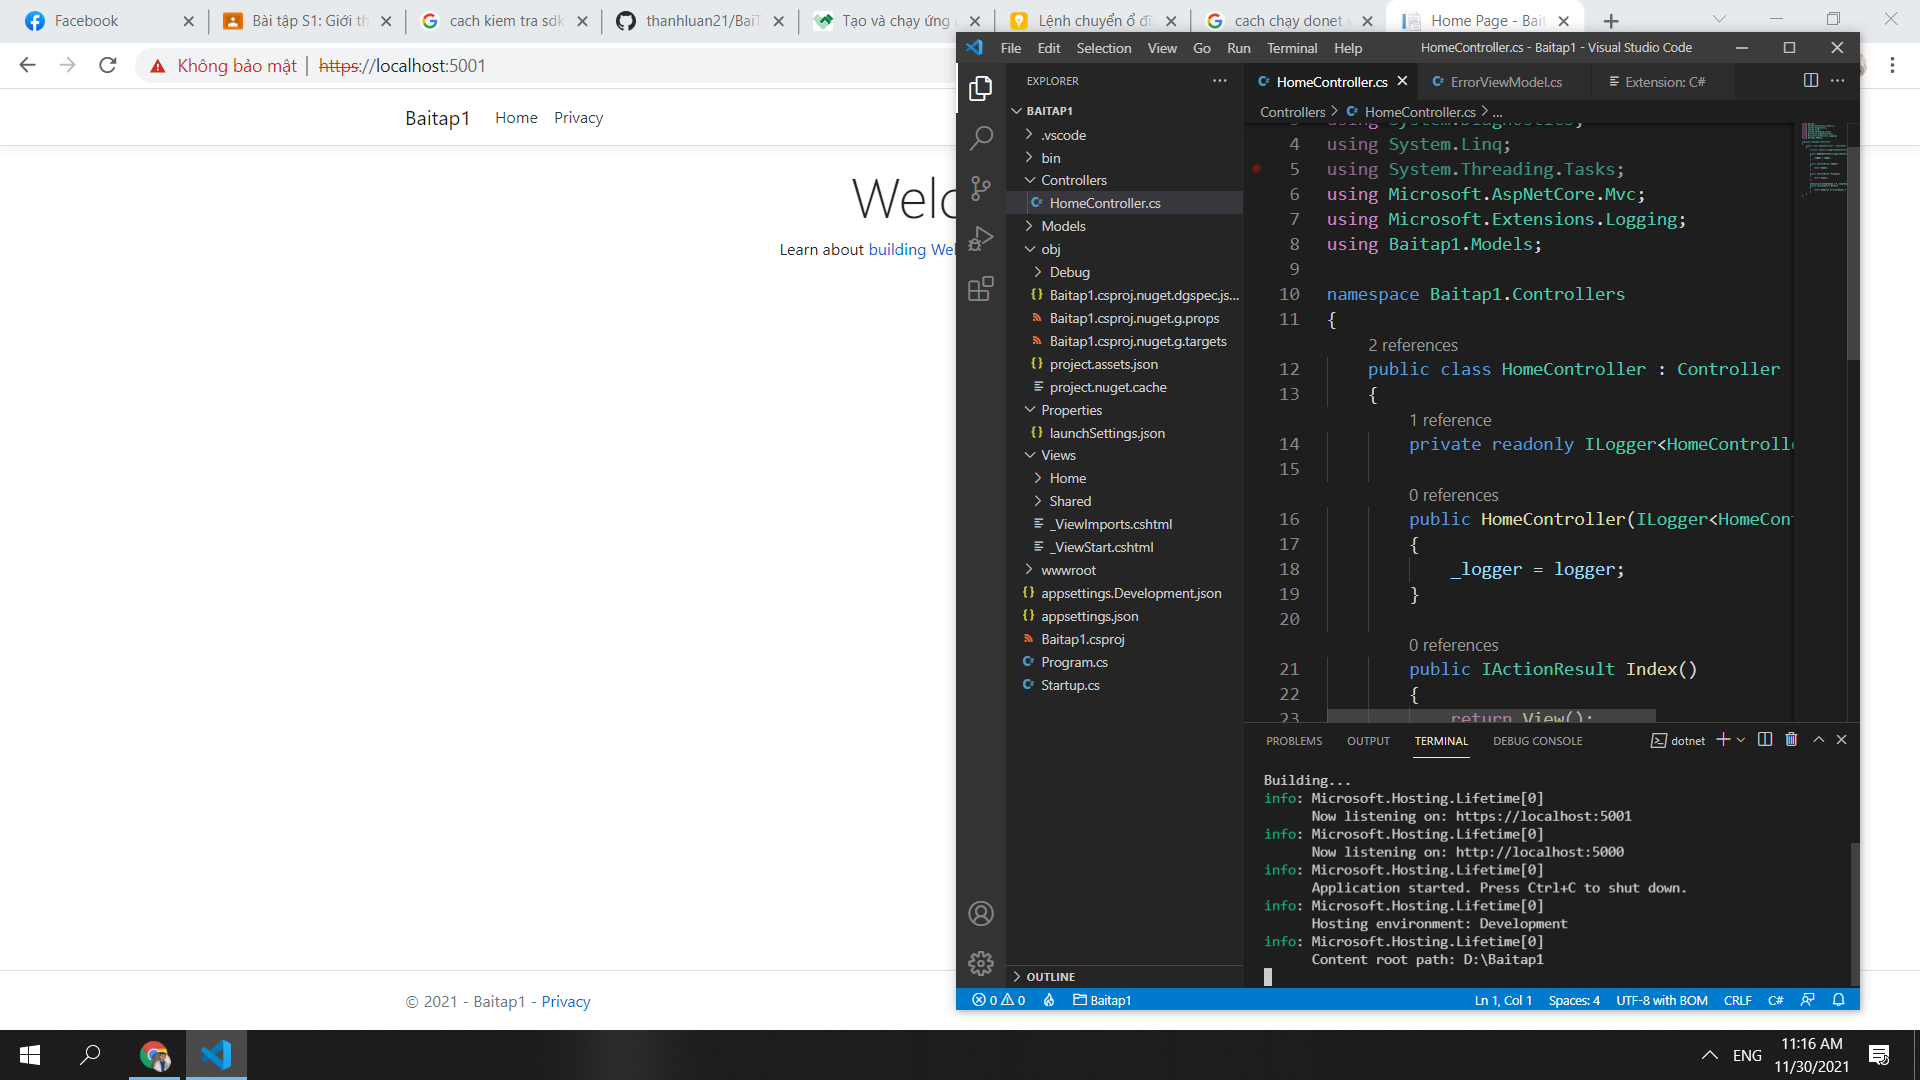 Facebook
Bài tập S1: Giới th
cach kiem tra sdk
thanhluan21/BaiT
Tạo và chạy ứng
Lệnh chuyển ổ đĩ
cach chay donet
Home Page - Bait
Không bảo mật | https://localhost:5001
Baitap1 Home Privacy
Welc
Learn about building Wel
© 2021 - Baitap1 - Privacy
File Edit Selection View Go Run Terminal Help
HomeController.cs - Baitap1 - Visual Studio Code
EXPLORER
BAITAP1
.vscode
bin
Controllers
HomeController.cs
Models
obj
Debug
Baitap1.csproj.nuget.dgspec.js...
Baitap1.csproj.nuget.g.props
Baitap1.csproj.nuget.g.targets
project.assets.json
project.nuget.cache
Properties
launchSettings.json
Views
Home
Shared
_ViewImports.cshtml
_ViewStart.cshtml
wwwroot
appsettings.Development.json
appsettings.json
Baitap1.csproj
Program.cs
Startup.cs
OUTLINE
HomeController.cs ErrorViewModel.cs Extension: C#
Controllers > HomeController.cs > ...
3 using System.Diagnostics;
4 using System.Linq;
5 using System.Threading.Tasks;
6 using Microsoft.AspNetCore.Mvc;
7 using Microsoft.Extensions.Logging;
8 using Baitap1.Models;
9
10 namespace Baitap1.Controllers
11 {
2 references
12 public class HomeController : Controller
13 {
1 reference
14 private readonly ILogger<HomeControlle
15
0 references
16 public HomeController(ILogger<HomeCont
17 {
18 _logger = logger;
19 }
20
0 references
21 public IActionResult Index()
22 {
23 return View();
PROBLEMS OUTPUT TERMINAL DEBUG CONSOLE
dotnet
Building...
info: Microsoft.Hosting.Lifetime[0]
Now listening on: https://localhost:5001
info: Microsoft.Hosting.Lifetime[0]
Now listening on: http://localhost:5000
info: Microsoft.Hosting.Lifetime[0]
Application started. Press Ctrl+C to shut down.
info: Microsoft.Hosting.Lifetime[0]
Hosting environment: Development
info: Microsoft.Hosting.Lifetime[0]
Content root path: D:\Baitap1
0 0 Baitap1 Ln 1, Col 1 Spaces: 4 UTF-8 with BOM CRLF C#
ENG
11:16 AM
11/30/2021